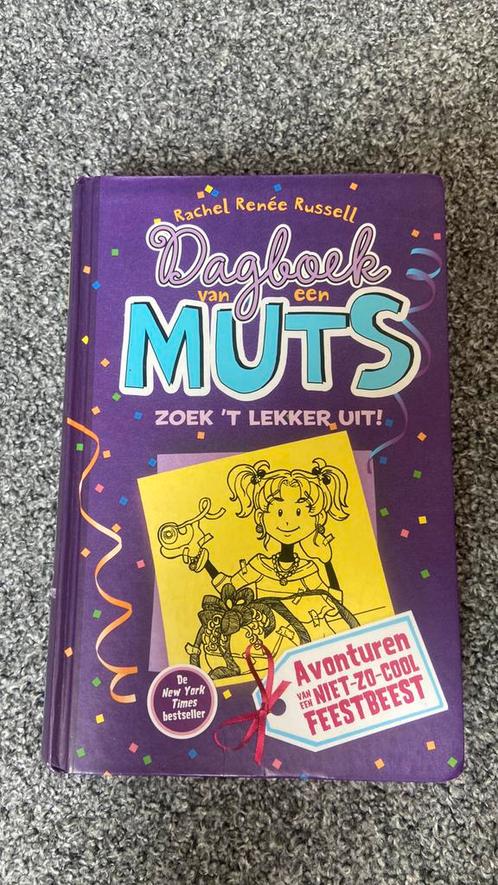 Rachel Renée Russell
Dagboek
van een
MUTS
ZOEK 'T LEKKER UIT!
De
New York
Times
bestseller
Avonturen
VAN EEN NIET-ZO-COOL
FEESTBEEST